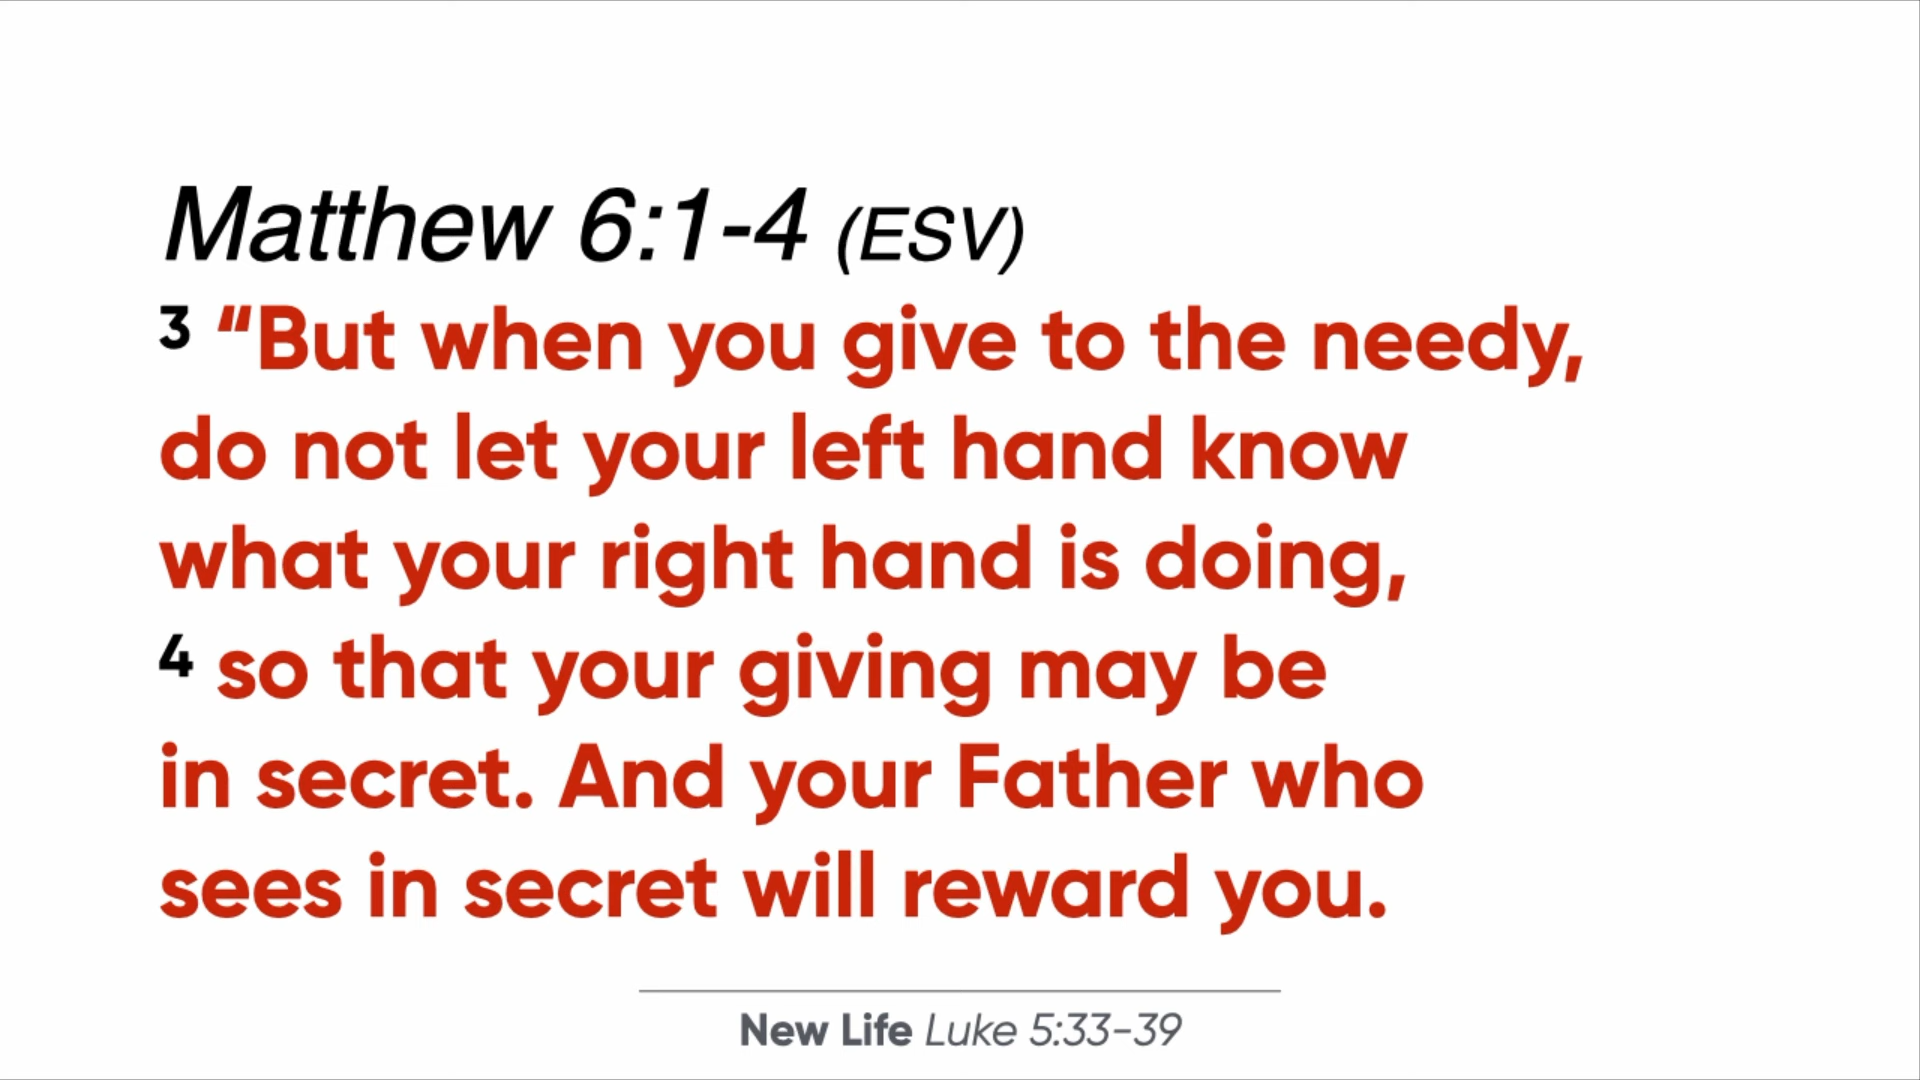 Matthew 6:1-4 (ESV)
3 “But when you give to the needy,
do not let your left hand know
what your right hand is doing,
4 so that your giving may be
in secret. And your Father who
sees in secret will reward you.
New Life Luke 5:33-39